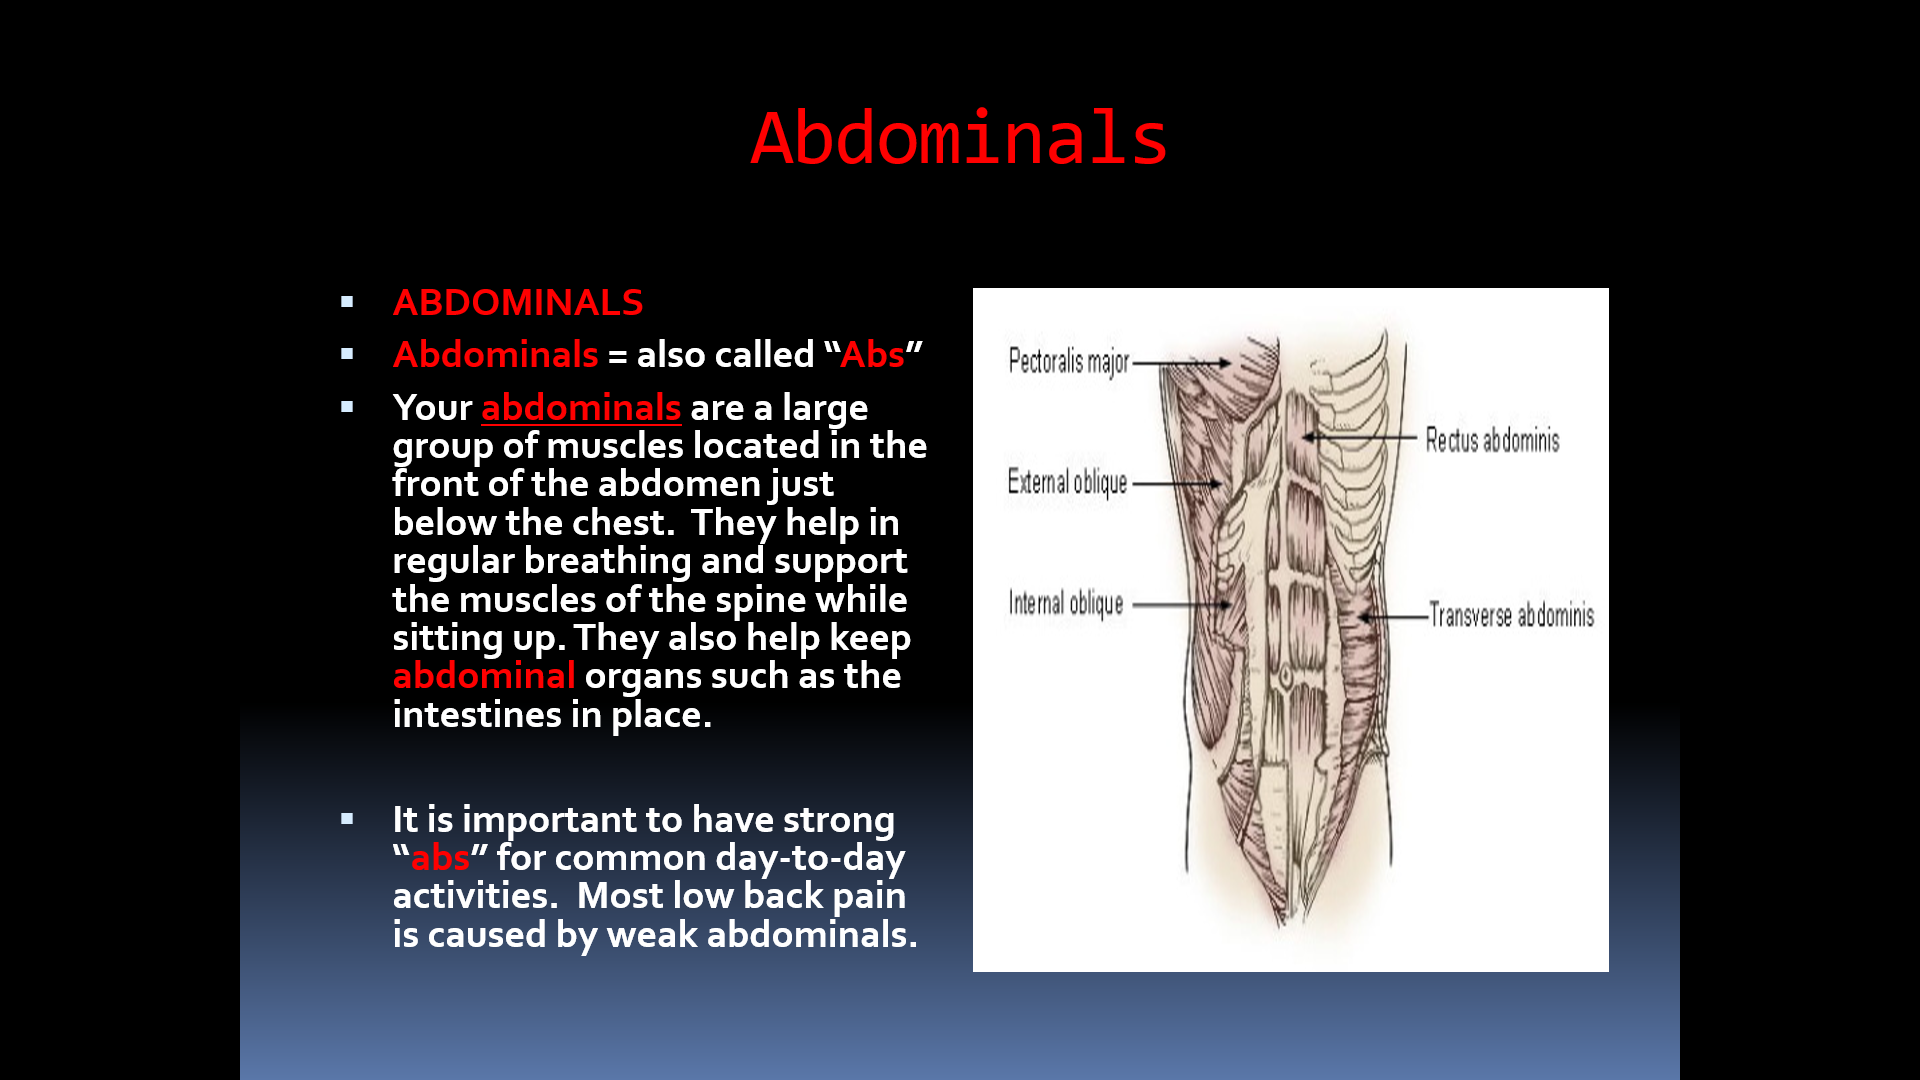 Abdominals
ABDOMINALS
Abdominals = also called “Abs”
Your abdominals are a large
group of muscles located in the
front of the abdomen just
below the chest.  They help in
regular breathing and support
the muscles of the spine while
sitting up. They also help keep
abdominal organs such as the
intestines in place.
It is important to have strong
“abs” for common day-to-day
activities.  Most low back pain
is caused by weak abdominals.
Pectoralis major
Rectus abdominis
External oblique
Internal oblique
Transverse abdominis